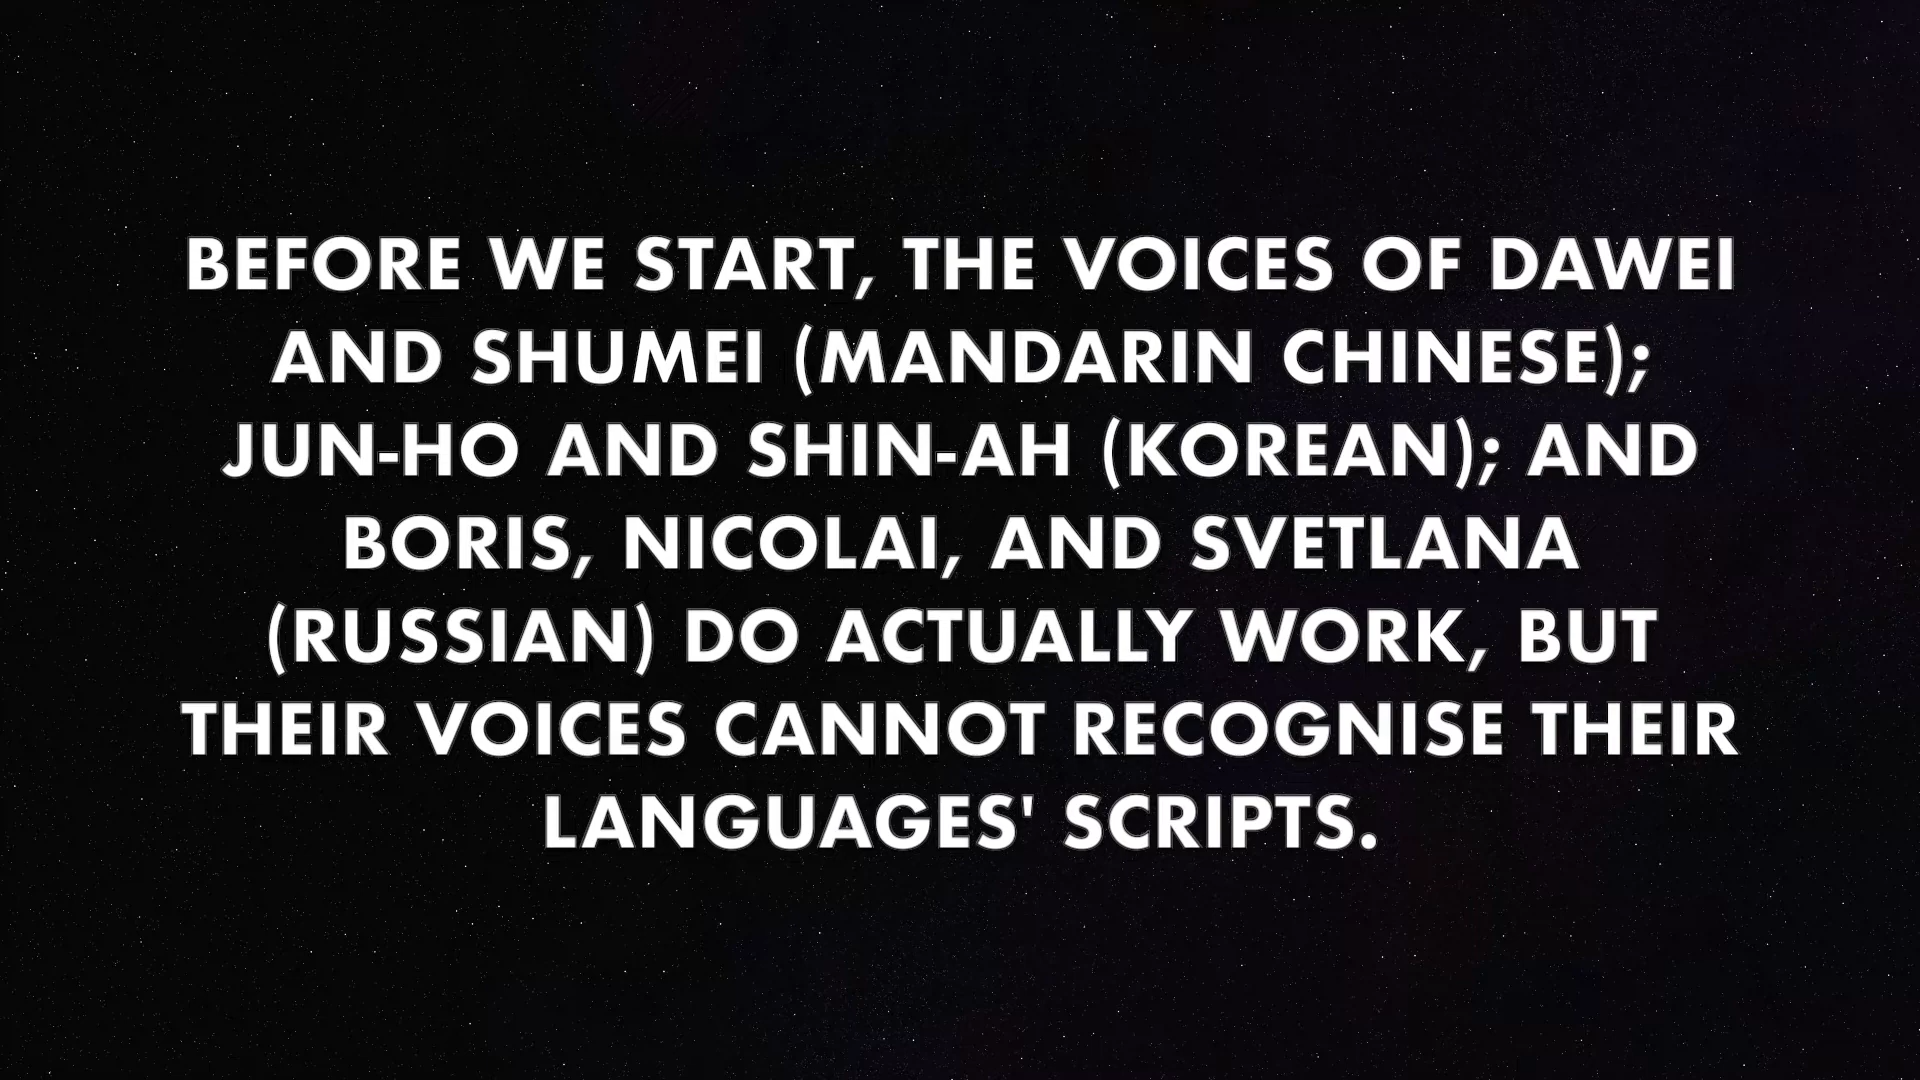 BEFORE WE START, THE VOICES OF DAWEI
AND SHUMEI (MANDARIN CHINESE);
JUN-HO AND SHIN-AH (KOREAN); AND
BORIS, NICOLAI, AND SVETLANA
(RUSSIAN) DO ACTUALLY WORK, BUT
THEIR VOICES CANNOT RECOGNISE THEIR
LANGUAGES' SCRIPTS.